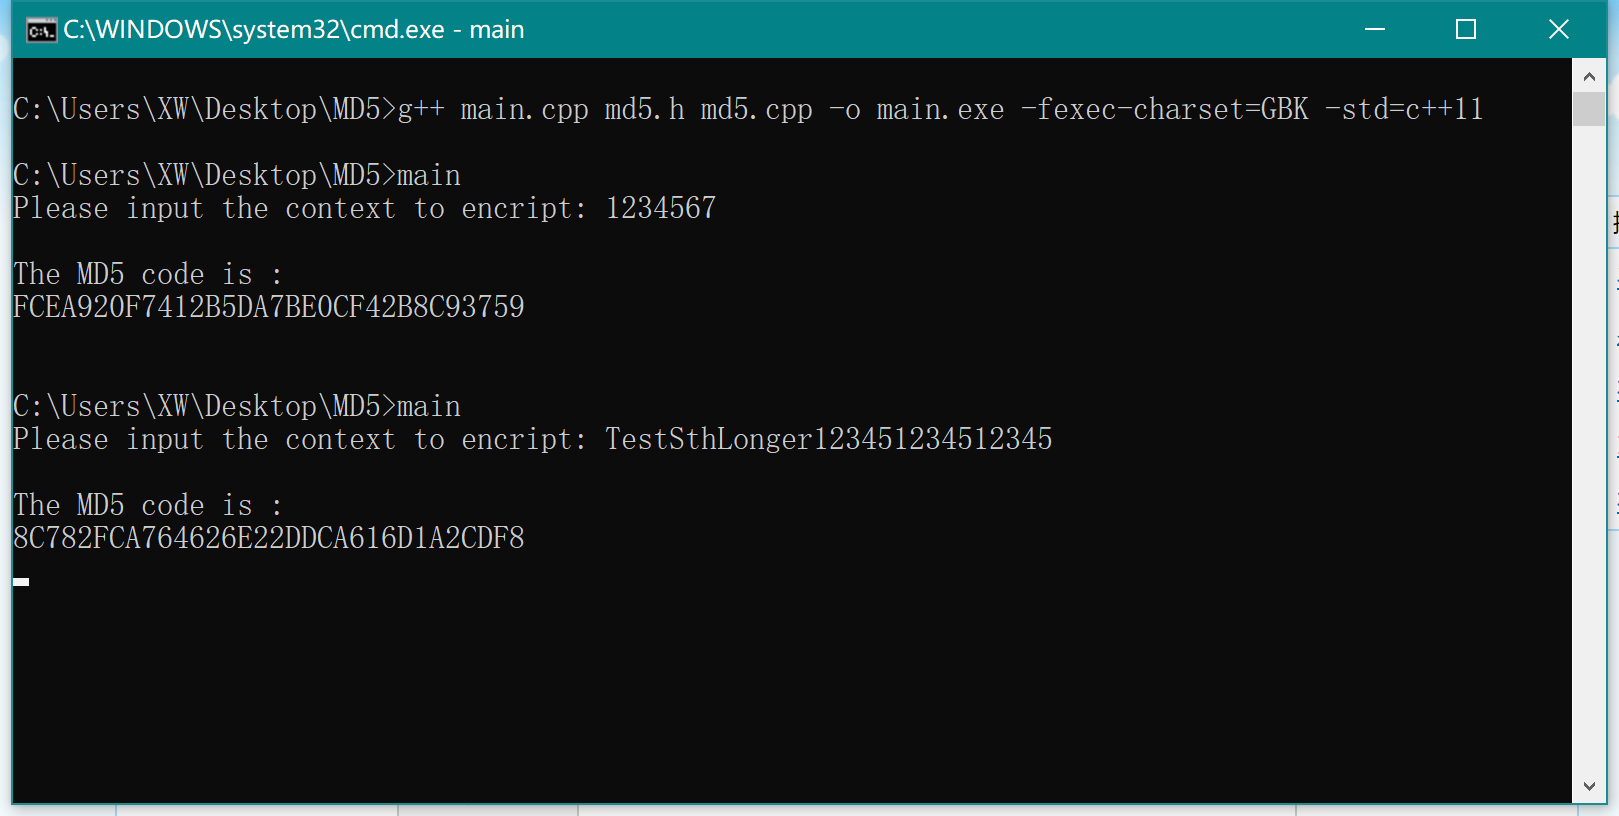 C:\WINDOWS\system32\cmd.exe - main
C:\Users\XW\Desktop\MD5>g++ main.cpp md5.h md5.cpp -o main.exe -fexec-charset=GBK -std=c++11
C:\Users\XW\Desktop\MD5>main
Please input the context to encript: 1234567
The MD5 code is :
FCEA920F7412B5DA7BE0CF42B8C93759
C:\Users\XW\Desktop\MD5>main
Please input the context to encript: TestSthLonger123451234512345
The MD5 code is :
8C782FCA764626E22DDCA616D1A2CDF8